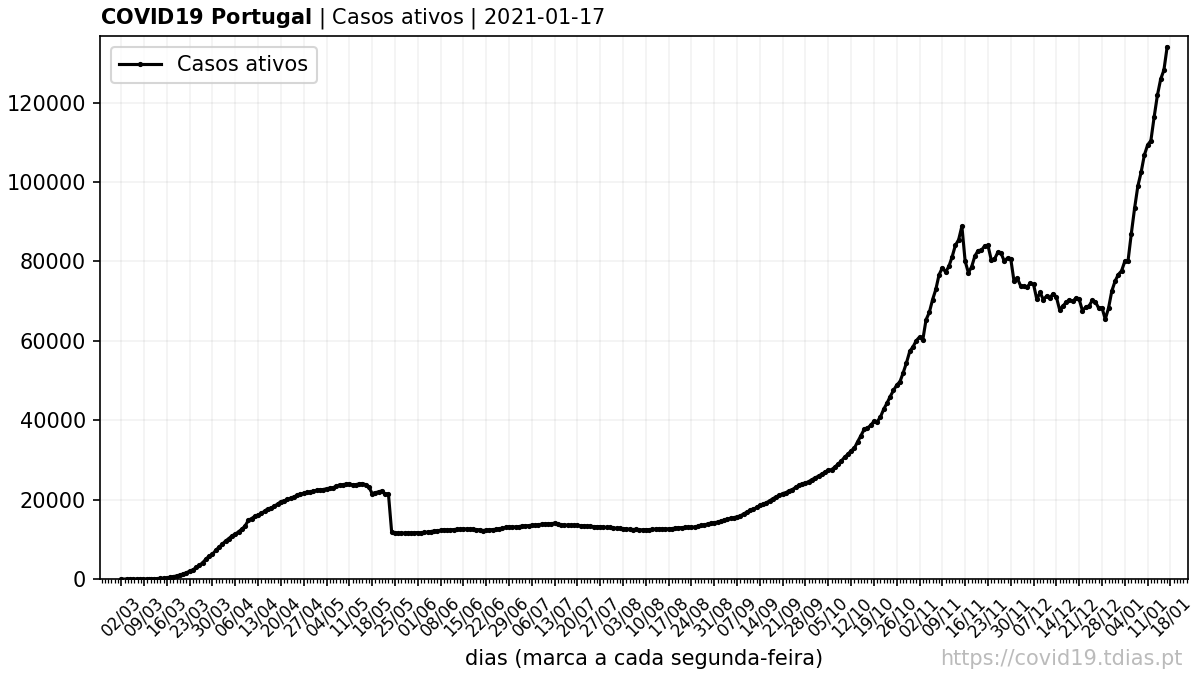 COVID19 Portugal | Casos ativos | 2021-01-17
Casos ativos
120000
100000
80000
60000
40000
20000
0
02/03 09/03 16/03 23/03 30/03 06/04 13/04 20/04 27/04 04/05 11/05 18/05 25/05 01/06 08/06 15/06 22/06 29/06 06/07 13/07 20/07 27/07 03/08 10/08 17/08 24/08 31/08 07/09 14/09 21/09 28/09 05/10 12/10 19/10 26/10 02/11 09/11 16/11 23/11 30/11 07/12 14/12 21/12 28/12 04/01 11/01 18/01
dias (marca a cada segunda-feira)
https://covid19.tdias.pt